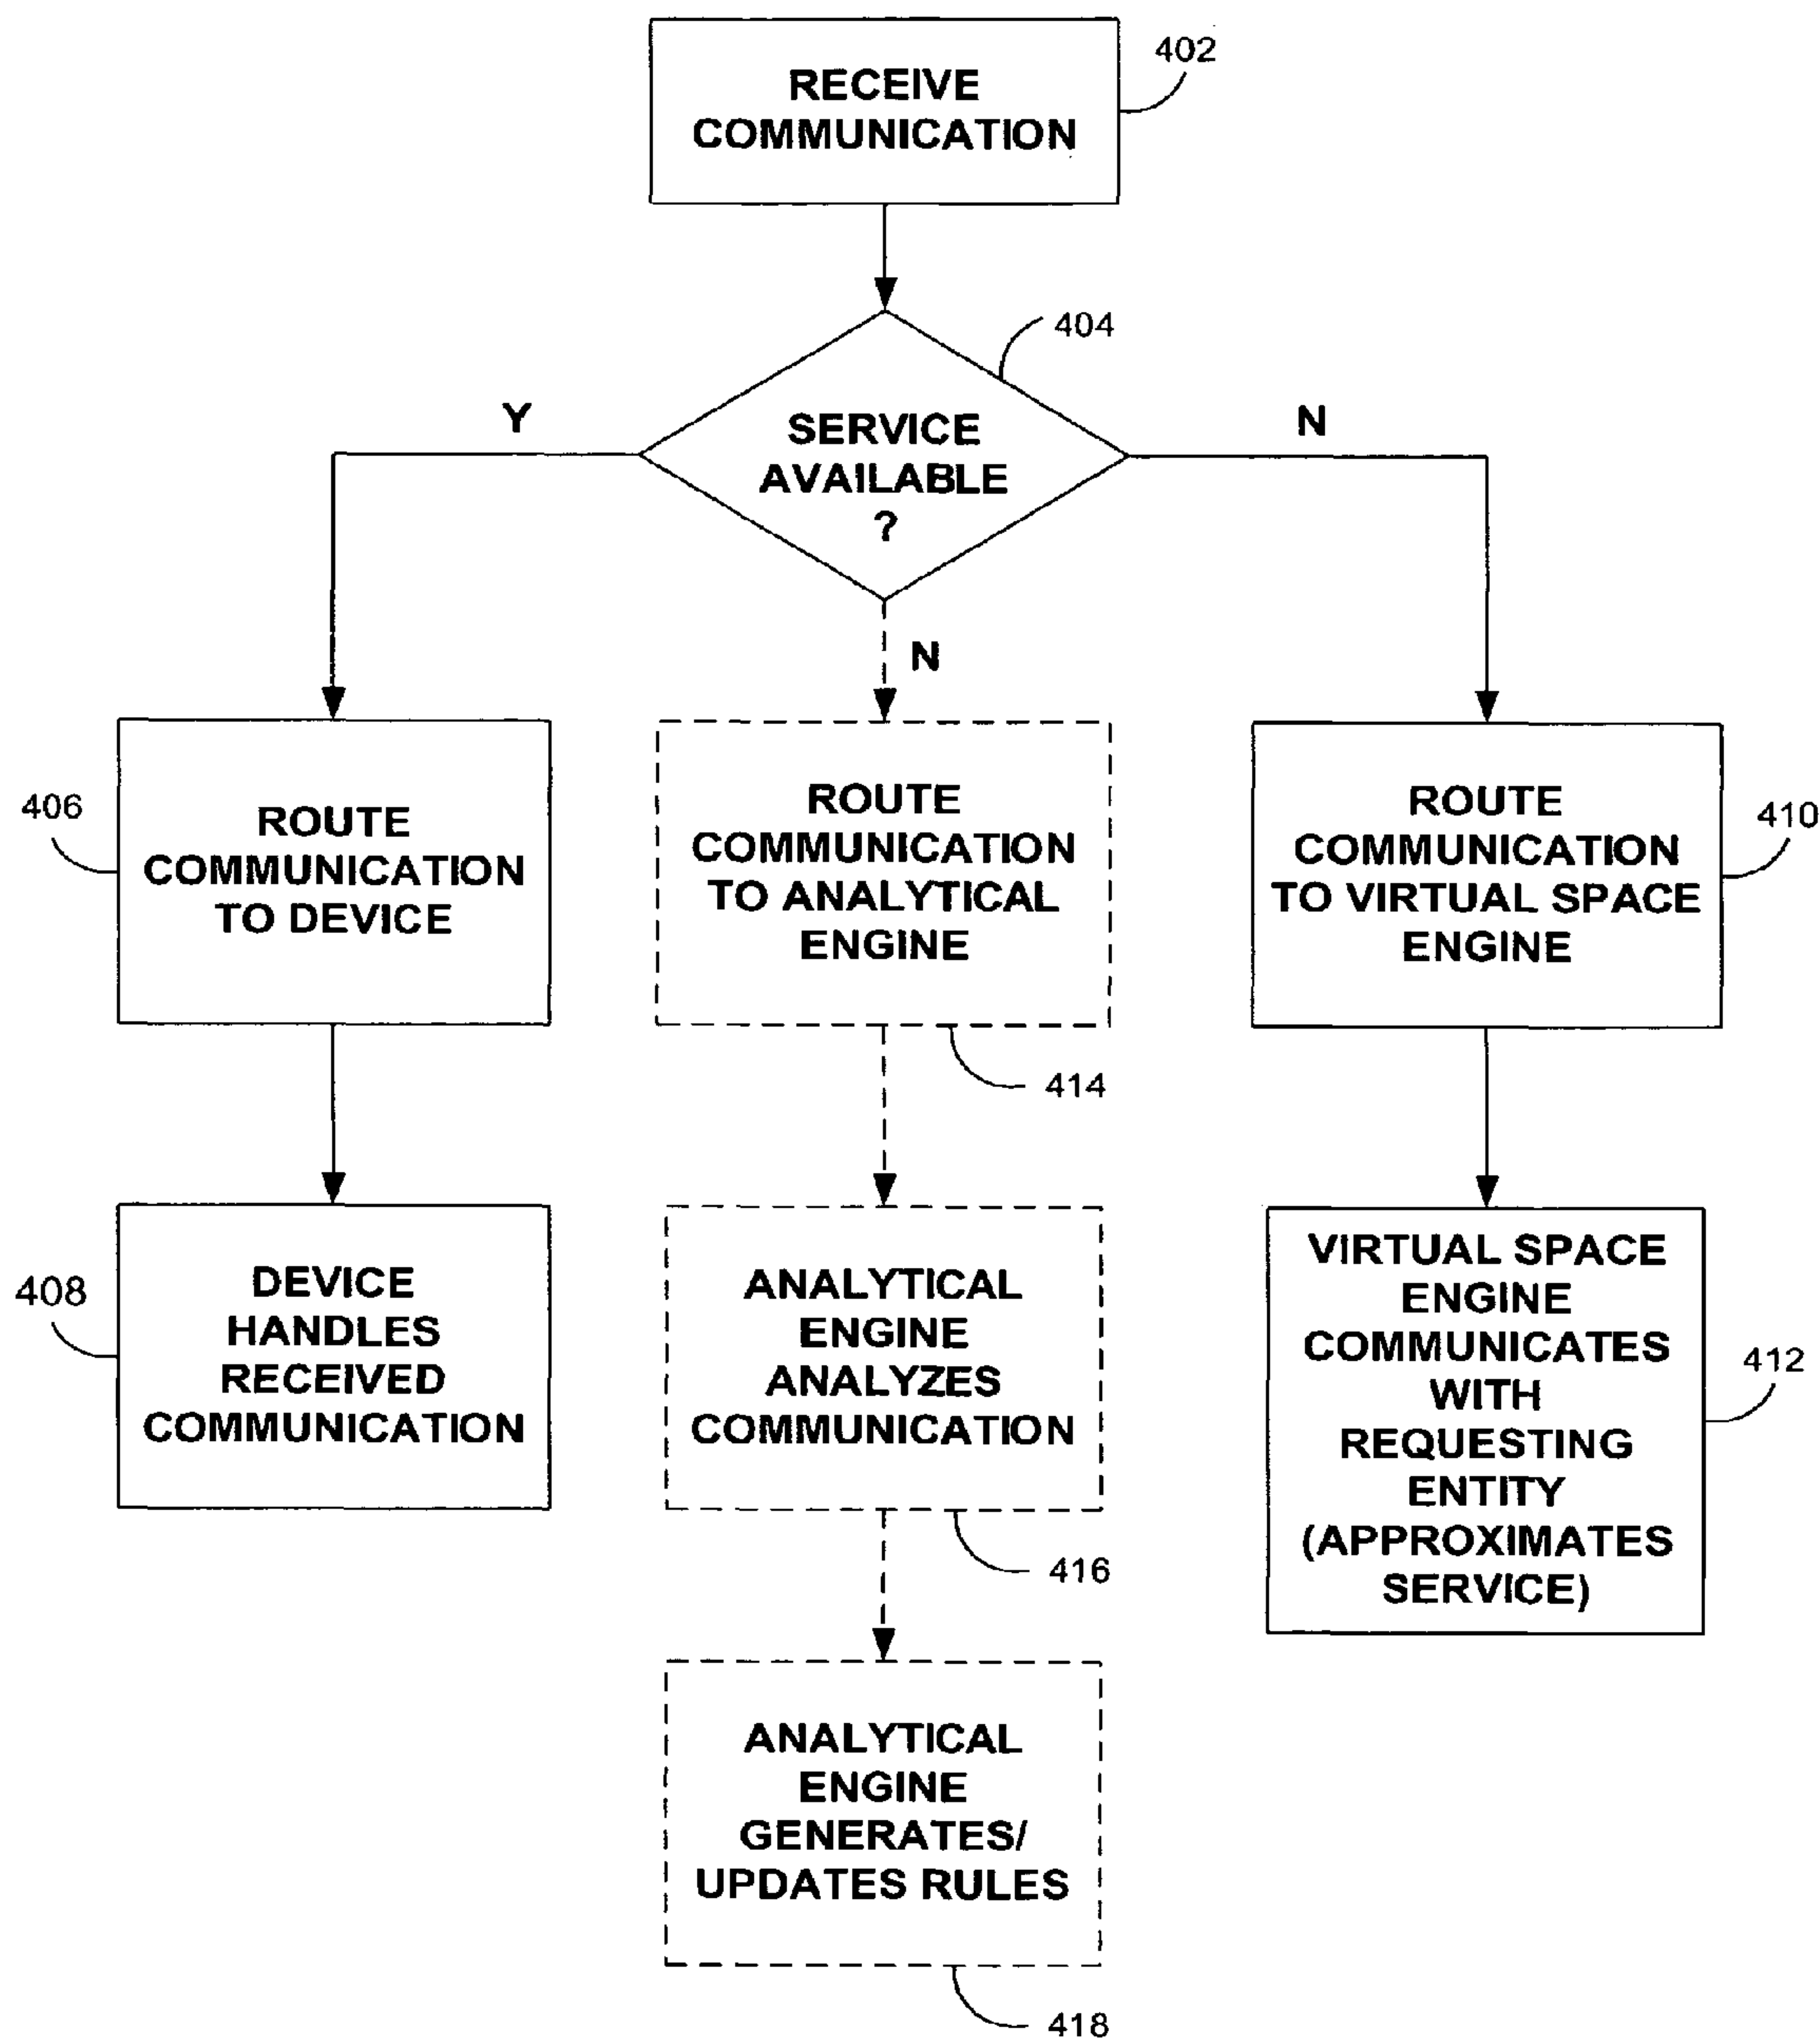 RECEIVE
COMMUNICATION
402
404
SERVICE
AVAILABLE
?
Y
N
N
406
ROUTE
COMMUNICATION
TO DEVICE
ROUTE
COMMUNICATION
TO ANALYTICAL
ENGINE
414
ROUTE
COMMUNICATION
TO VIRTUAL SPACE
ENGINE
410
408
DEVICE
HANDLES
RECEIVED
COMMUNICATION
ANALYTICAL
ENGINE
ANALYZES
COMMUNICATION
416
VIRTUAL SPACE
ENGINE
COMMUNICATES
WITH
REQUESTING
ENTITY
(APPROXIMATES
SERVICE)
412
ANALYTICAL
ENGINE
GENERATES/
UPDATES RULES
418